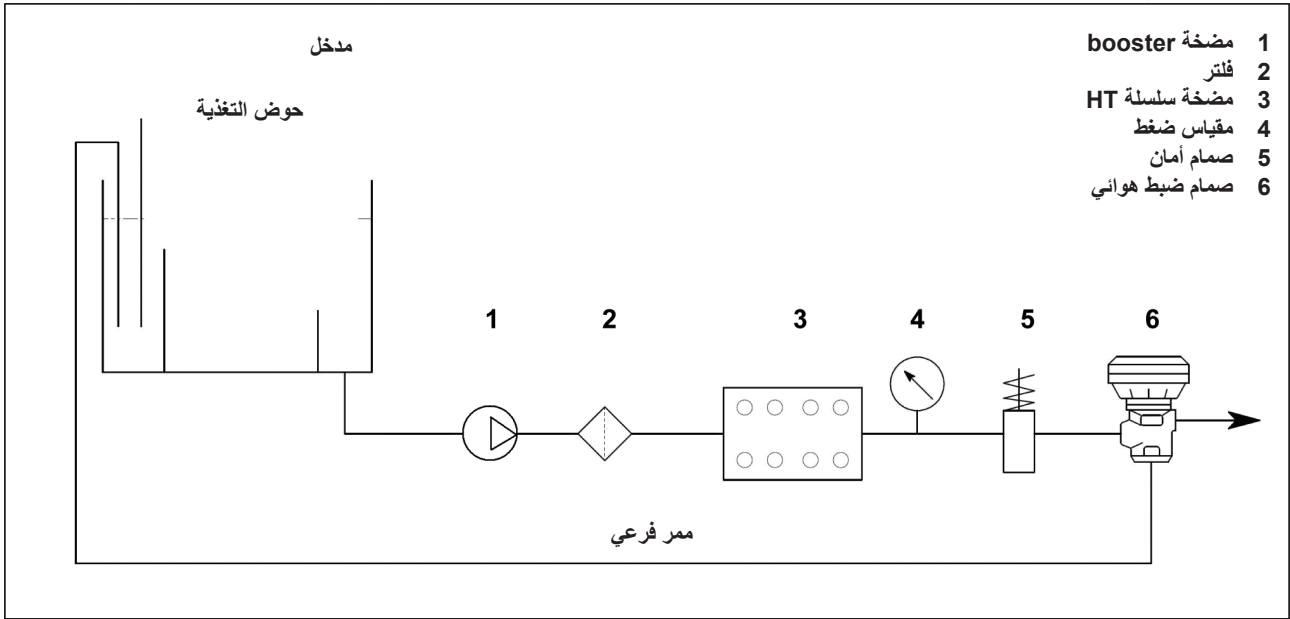 مدخل
حوض التغذية
1 مضخة booster
2 فلتر
3 مضخة سلسلة HT
4 مقياس ضغط
5 صمام أمان
6 صمام ضبط هوائي
1 2 3 4 5 6
ممر فرعي